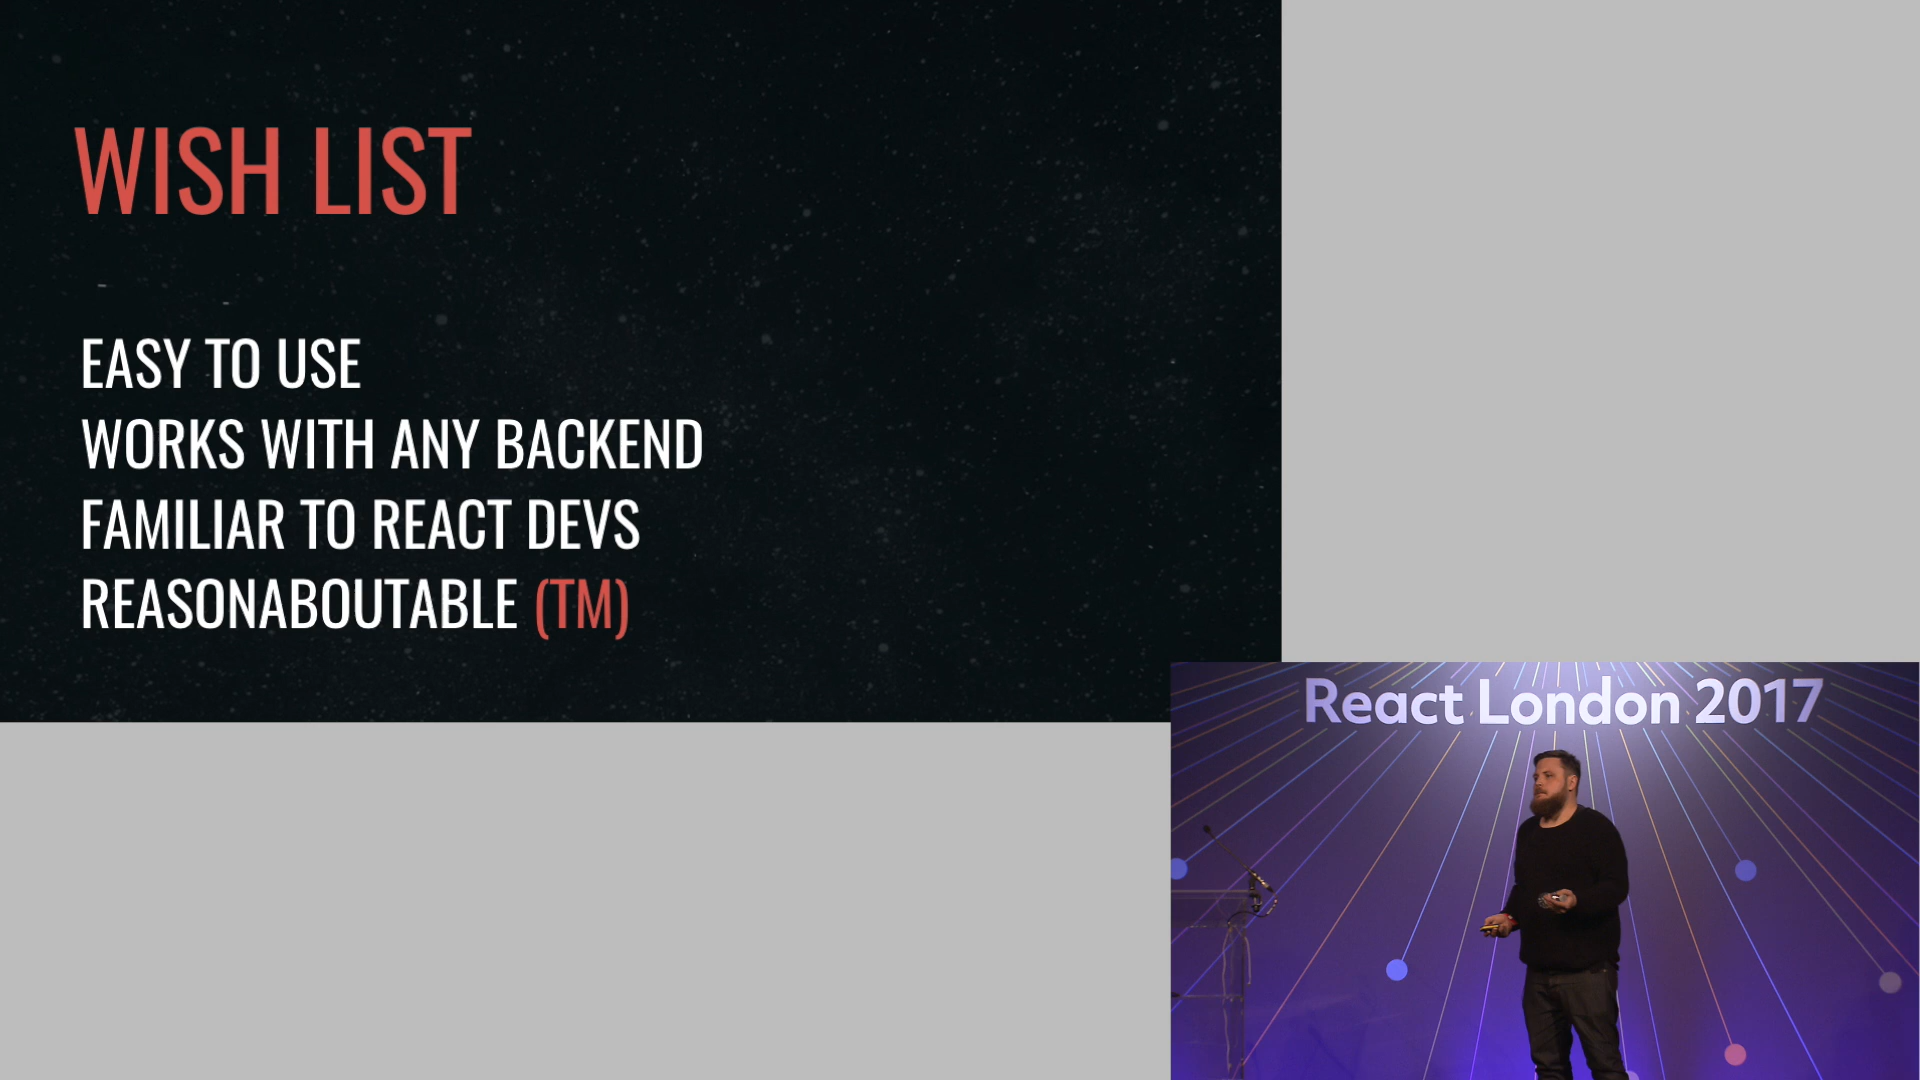 WISH LIST
EASY TO USE
WORKS WITH ANY BACKEND
FAMILIAR TO REACT DEVS
REASONABOUTABLE (TM)
React London 2017